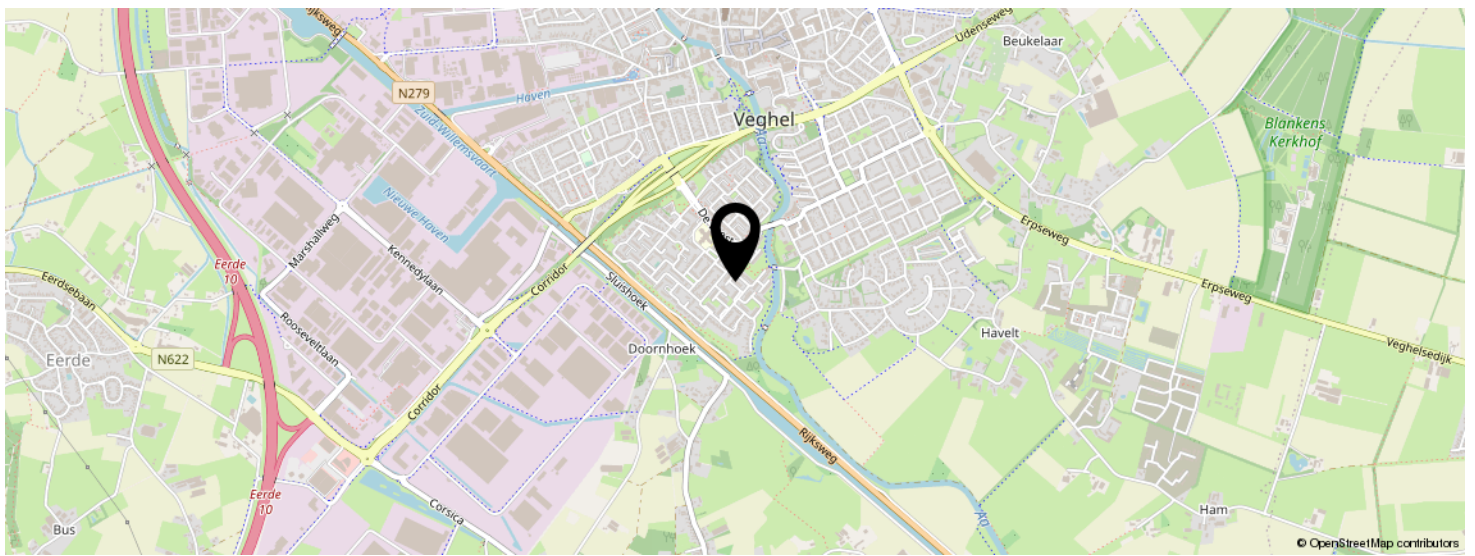 Rijksweg
N279
Haven
Zuid-Willemsvaart
Udenseweg
Beukelaar
Veghel
Aa
Blankens
Kerkhof
Nieuwe Haven
Marshallweg
Kennedylaan
Erpseweg
Eerde
10
Corridor
Sluishoek
Eerdsebaan
Rooseveltlaan
Erpseweg
Havelt
Doornhoek
Veghelsedijk
Eerde
N622
Corridor
Rijksweg
Eerde
10
Corsica
Bus
Ham
© OpenStreetMap contributors